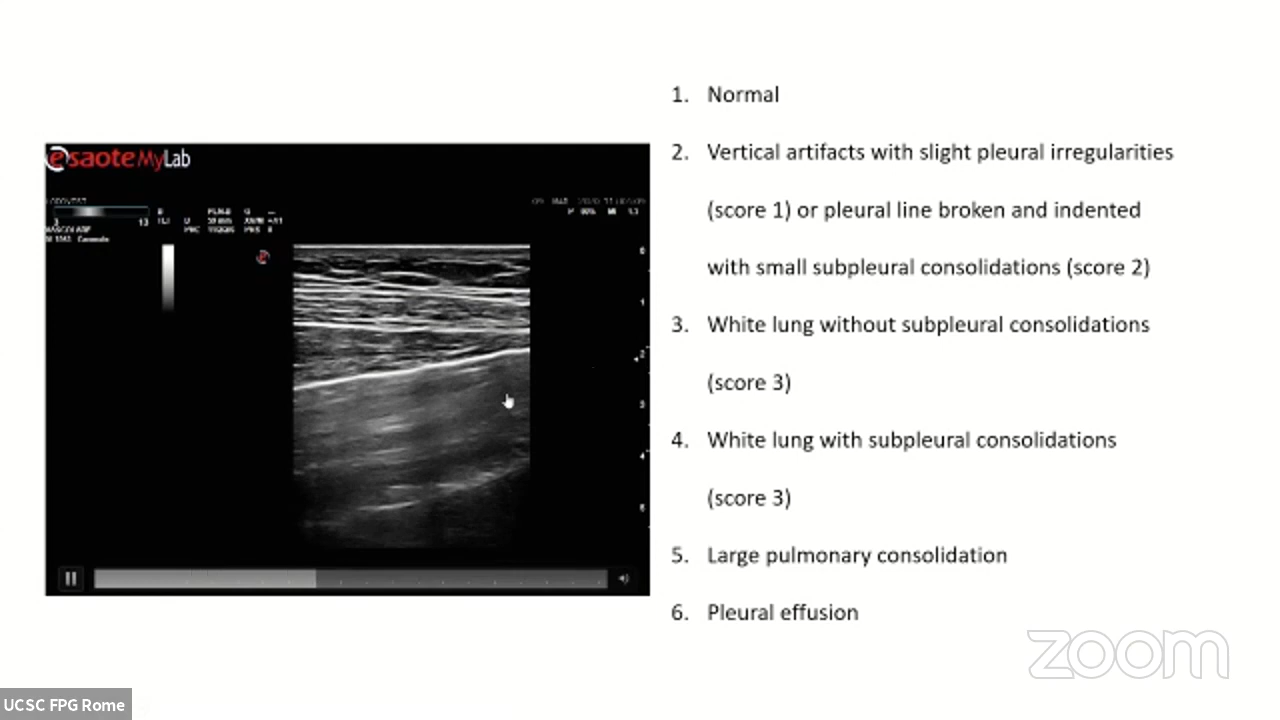 esaote MyLab
1. Normal
2. Vertical artifacts with slight pleural irregularities
(score 1) or pleural line broken and indented
with small subpleural consolidations (score 2)
3. White lung without subpleural consolidations
(score 3)
4. White lung with subpleural consolidations
(score 3)
5. Large pulmonary consolidation
6. Pleural effusion
zoom
UCSC FPG Rome